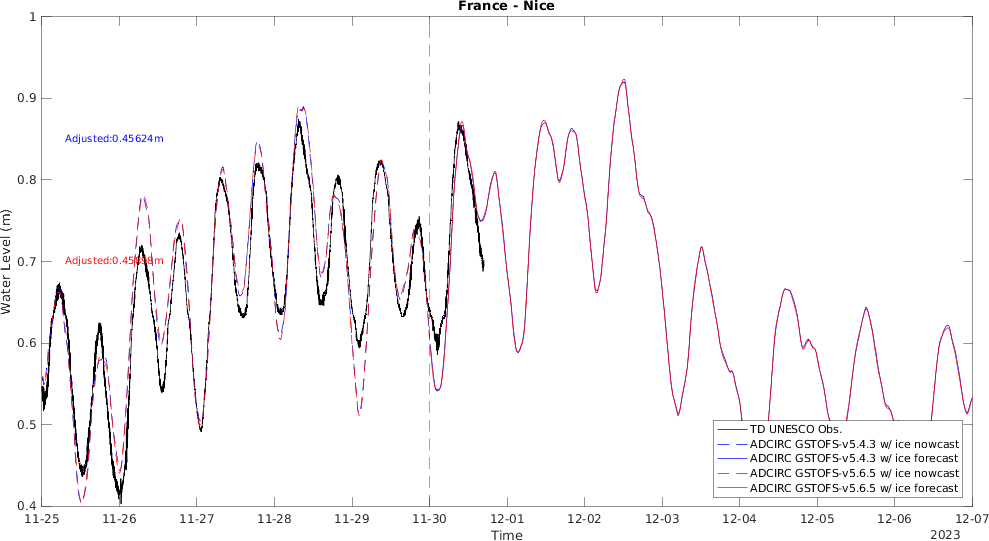 France - Nice
1
0.9
0.8
0.7
0.6
0.5
0.4
Water Level (m)
Adjusted:0.45624m
TD UNESCO Obs.
ADCIRC GSTOFS-v5.4.3 w/ ice nowcast
ADCIRC GSTOFS-v5.4.3 w/ ice forecast
ADCIRC GSTOFS-v5.6.5 w/ ice nowcast
ADCIRC GSTOFS-v5.6.5 w/ ice forecast
11-25 11-26 11-27 11-28 11-29 11-30 12-01 12-02 12-03 12-04 12-05 12-06 12-07
Time
2023